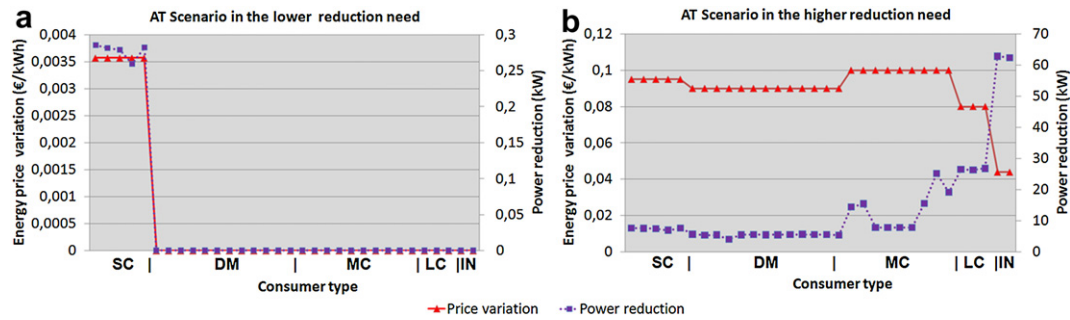 a
AT Scenario in the lower reduction need
0,004
0,0035
0,003
0,0025
0,002
0,0015
0,001
0,0005
0
Energy price variation (€/kWh)
0,3
0,25
0,2
0,15
0,1
0,05
0
Power reduction (kW)
SC | DM | MC | LC |IN
Consumer type
b
AT Scenario in the higher reduction need
0,12
0,1
0,08
0,06
0,04
0,02
0
Energy price variation (€/kWh)
70
60
50
40
30
20
10
0
Power reduction (kW)
SC | DM | MC | LC |IN
Consumer type
Price variation Power reduction